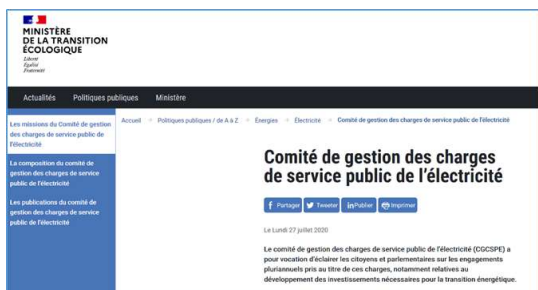 MINISTÈRE
DE LA TRANSITION
ÉCOLOGIQUE
Liberté
Égalité
Fraternité
Actualités Politiques publiques Ministère
Accueil Politiques publiques / de A à Z Énergies Électricité Comité de gestion des charges de service public de l'électricité
Les missions du Comité de gestion
des charges de service public de
l'électricité
La composition du comité de
gestion des charges de service
public de l'électricité
Les publications du comité de
gestion des charges de service
public de l'électricité
Comité de gestion des charges
de service public de l'électricité
Partager Tweeter Publier Imprimer
Le Lundi 27 juillet 2020
Le comité de gestion des charges de service public de l'électricité (CGCSPE) a
pour vocation d'éclairer les citoyens et parlementaires sur les engagements
pluriannuels pris au titre de ces charges, notamment relatives au
développement des investissements nécessaires pour la transition énergétique.